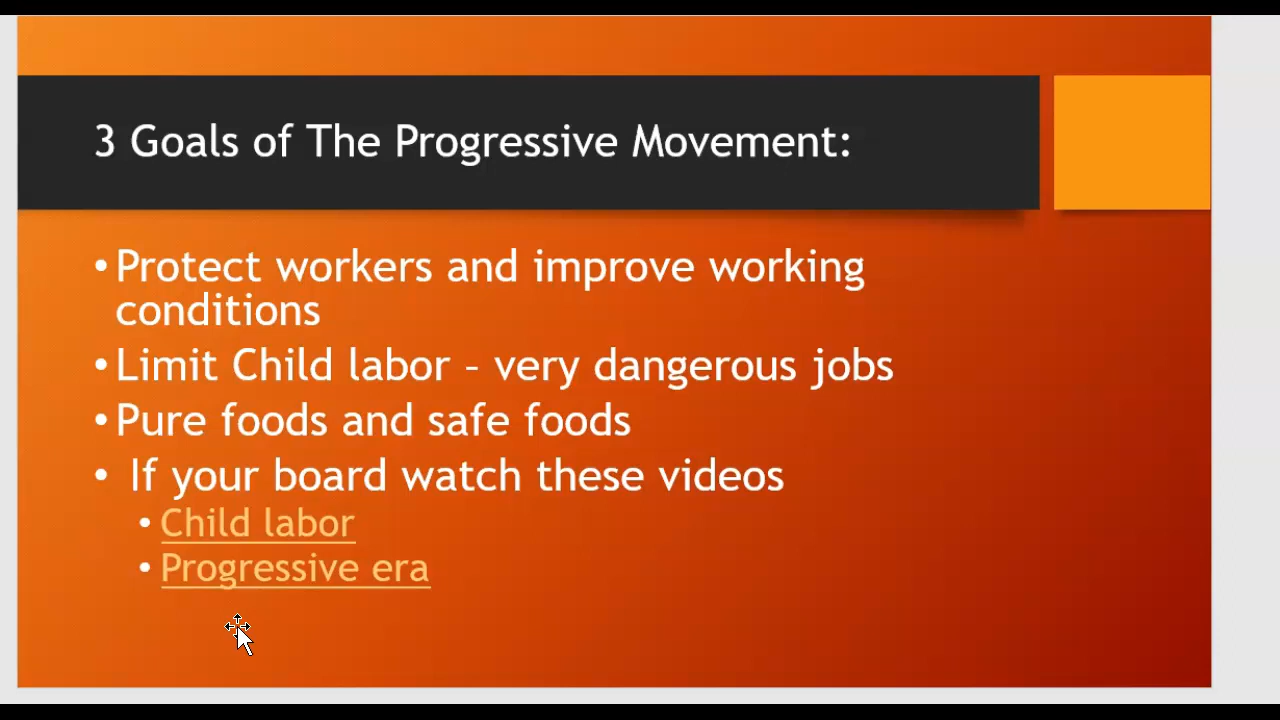 3 Goals of The Progressive Movement:
• Protect workers and improve working
conditions
• Limit Child labor – very dangerous jobs
• Pure foods and safe foods
• If your board watch these videos
• Child labor
• Progressive era